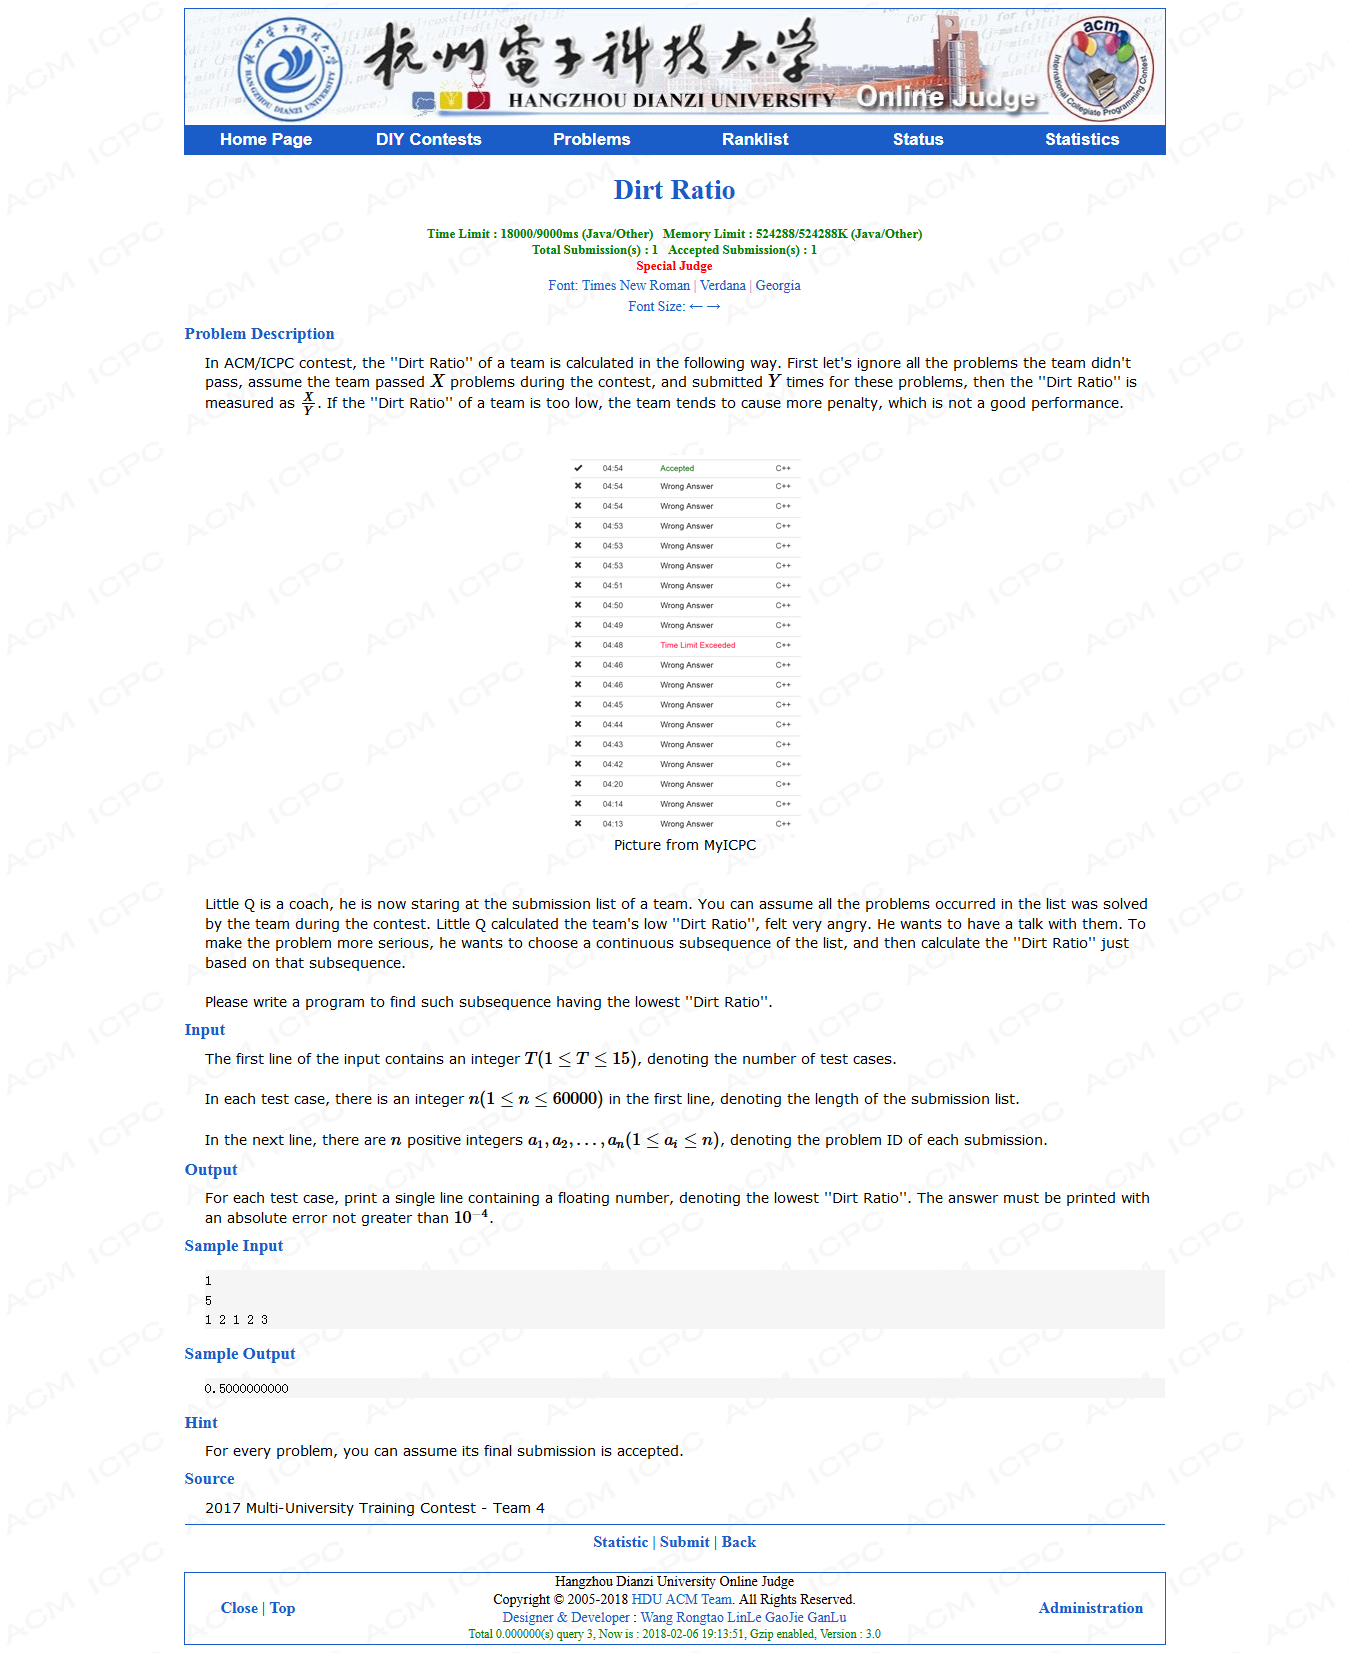 杭州電子科技大学
HANGZHOU DIANZI UNIVERSITY Online Judge
acm
International Collegiate Programming Contest
Home Page DIY Contests Problems Ranklist Status Statistics
Dirt Ratio
Time Limit : 18000/9000ms (Java/Other) Memory Limit : 524288/524288K (Java/Other)
Total Submission(s) : 1 Accepted Submission(s) : 1
Special Judge
Font: Times New Roman | Verdana | Georgia
Font Size: ← →
Problem Description
In ACM/ICPC contest, the ''Dirt Ratio'' of a team is calculated in the following way. First let's ignore all the problems the team didn't
pass, assume the team passed X problems during the contest, and submitted Y times for these problems, then the ''Dirt Ratio'' is
measured as X/Y. If the ''Dirt Ratio'' of a team is too low, the team tends to cause more penalty, which is not a good performance.
✔ 04:54 Accepted C++
✖ 04:54 Wrong Answer C++
✖ 04:54 Wrong Answer C++
✖ 04:53 Wrong Answer C++
✖ 04:53 Wrong Answer C++
✖ 04:53 Wrong Answer C++
✖ 04:51 Wrong Answer C++
✖ 04:50 Wrong Answer C++
✖ 04:49 Wrong Answer C++
✖ 04:48 Time Limit Exceeded C++
✖ 04:46 Wrong Answer C++
✖ 04:46 Wrong Answer C++
✖ 04:45 Wrong Answer C++
✖ 04:44 Wrong Answer C++
✖ 04:43 Wrong Answer C++
✖ 04:42 Wrong Answer C++
✖ 04:20 Wrong Answer C++
✖ 04:14 Wrong Answer C++
✖ 04:13 Wrong Answer C++
Picture from MyICPC
Little Q is a coach, he is now staring at the submission list of a team. You can assume all the problems occurred in the list was solved
by the team during the contest. Little Q calculated the team's low ''Dirt Ratio'', felt very angry. He wants to have a talk with them. To
make the problem more serious, he wants to choose a continuous subsequence of the list, and then calculate the ''Dirt Ratio'' just
based on that subsequence.
Please write a program to find such subsequence having the lowest ''Dirt Ratio''.
Input
The first line of the input contains an integer T(1 ≤ T ≤ 15), denoting the number of test cases.
In each test case, there is an integer n(1 ≤ n ≤ 60000) in the first line, denoting the length of the submission list.
In the next line, there are n positive integers a₁, a₂, . . . , aₙ(1 ≤ aᵢ ≤ n), denoting the problem ID of each submission.
Output
For each test case, print a single line containing a floating number, denoting the lowest ''Dirt Ratio''. The answer must be printed with
an absolute error not greater than 10⁻⁴.
Sample Input
1
5
1 2 1 2 3
Sample Output
0.5000000000
Hint
For every problem, you can assume its final submission is accepted.
Source
2017 Multi-University Training Contest - Team 4
Statistic | Submit | Back
Hangzhou Dianzi University Online Judge
Copyright © 2005-2018 HDU ACM Team. All Rights Reserved.
Close | Top
Administration
Designer & Developer : Wang Rongtao LinLe GaoJie GanLu
Total 0.000000(s) query 3, Now is : 2018-02-06 19:13:51, Gzip enabled, Version : 3.0